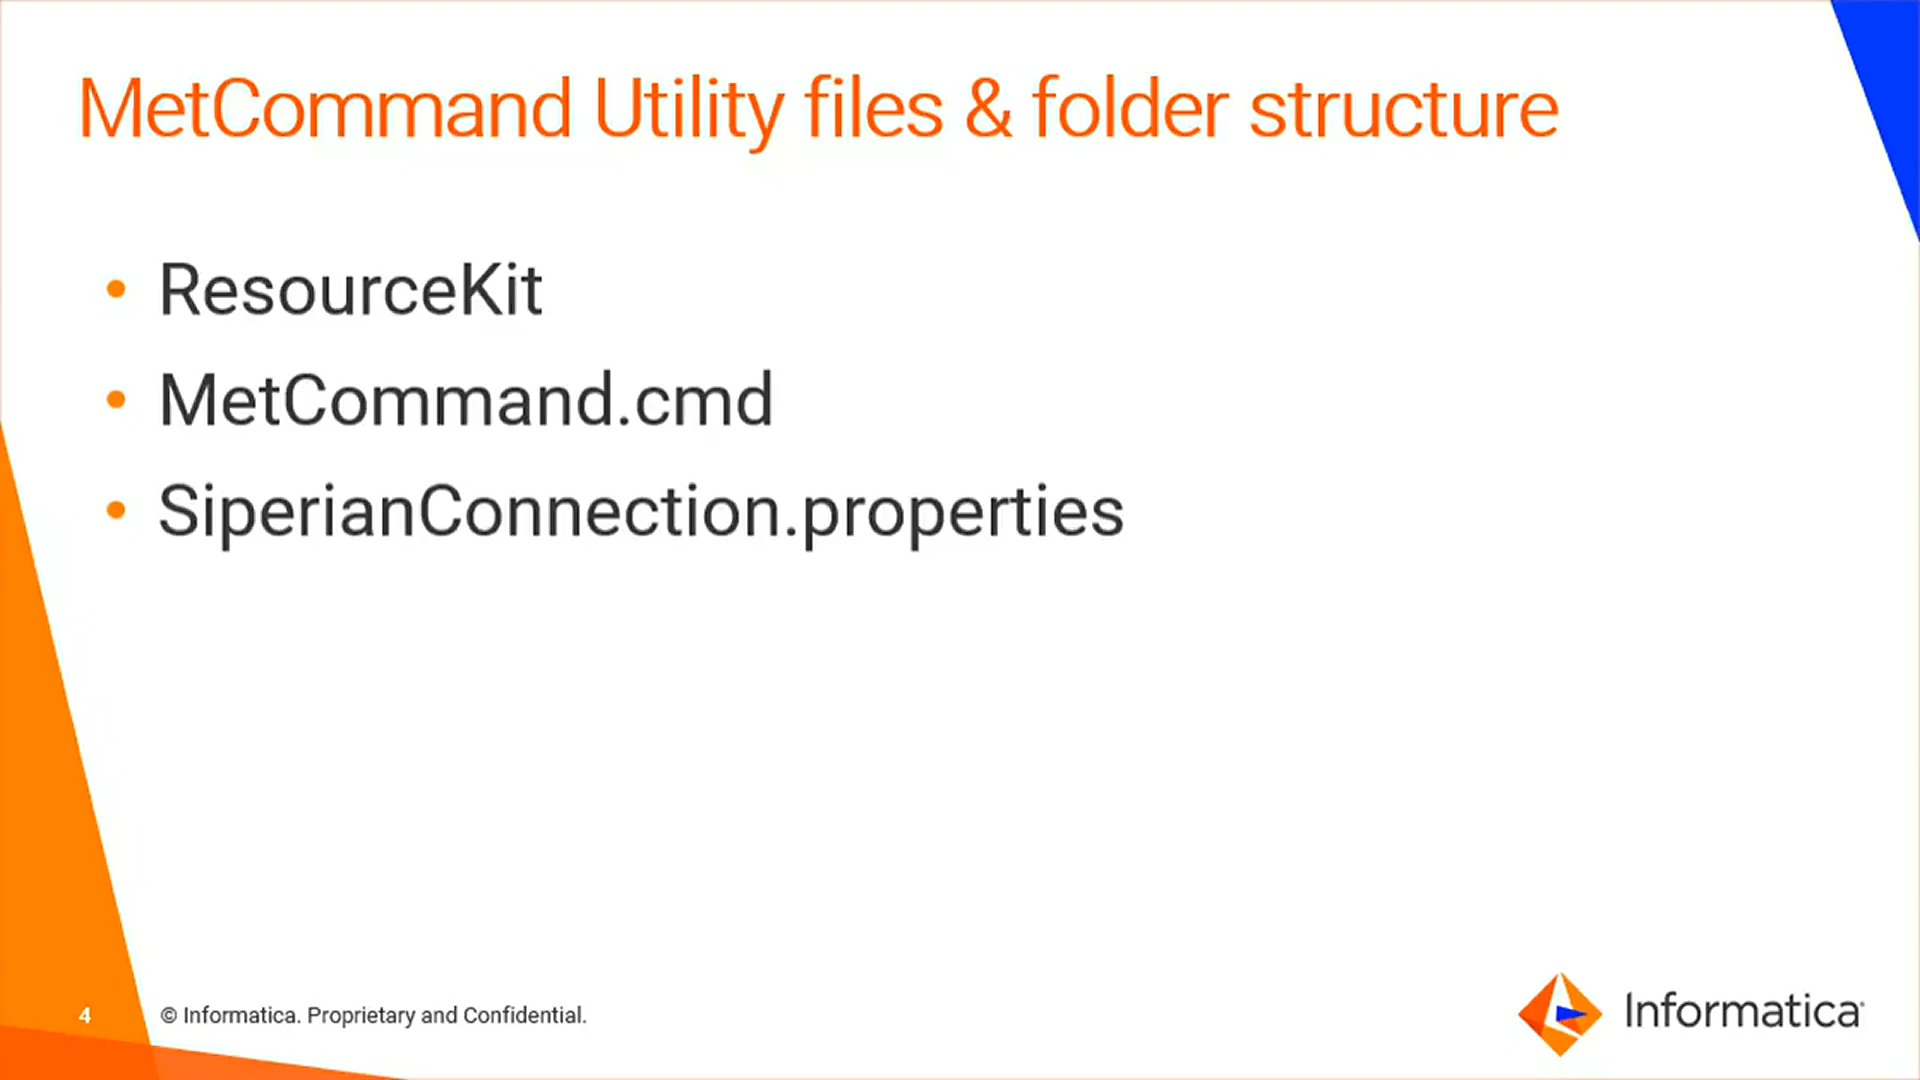 MetCommand Utility files & folder structure
• ResourceKit
• MetCommand.cmd
• SiperianConnection.properties
4
© Informatica. Proprietary and Confidential.
Informatica